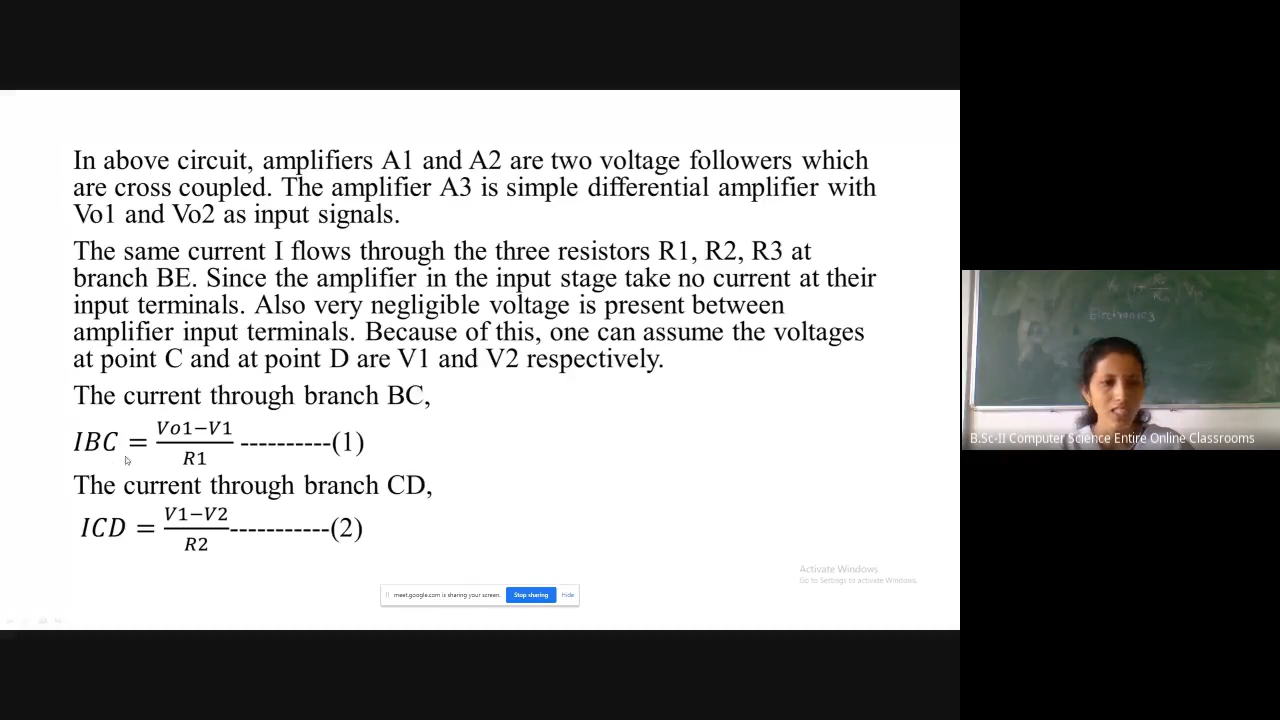 In above circuit, amplifiers A1 and A2 are two voltage followers which
are cross coupled. The amplifier A3 is simple differential amplifier with
Vo1 and Vo2 as input signals.
The same current I flows through the three resistors R1, R2, R3 at
branch BE. Since the amplifier in the input stage take no current at their
input terminals. Also very negligible voltage is present between
amplifier input terminals. Because of this, one can assume the voltages
at point C and at point D are V1 and V2 respectively.
The current through branch BC,
IBC = \frac{Vo1−V1}{R1} ----------(1)
The current through branch CD,
ICD = \frac{V1−V2}{R2}-----------(2)
Activate Windows
Go to Settings to activate Windows.
meet.google.com is sharing your screen.
Stop sharing
Hide
Electronics
B.Sc-II Computer Science Entire Online Classrooms